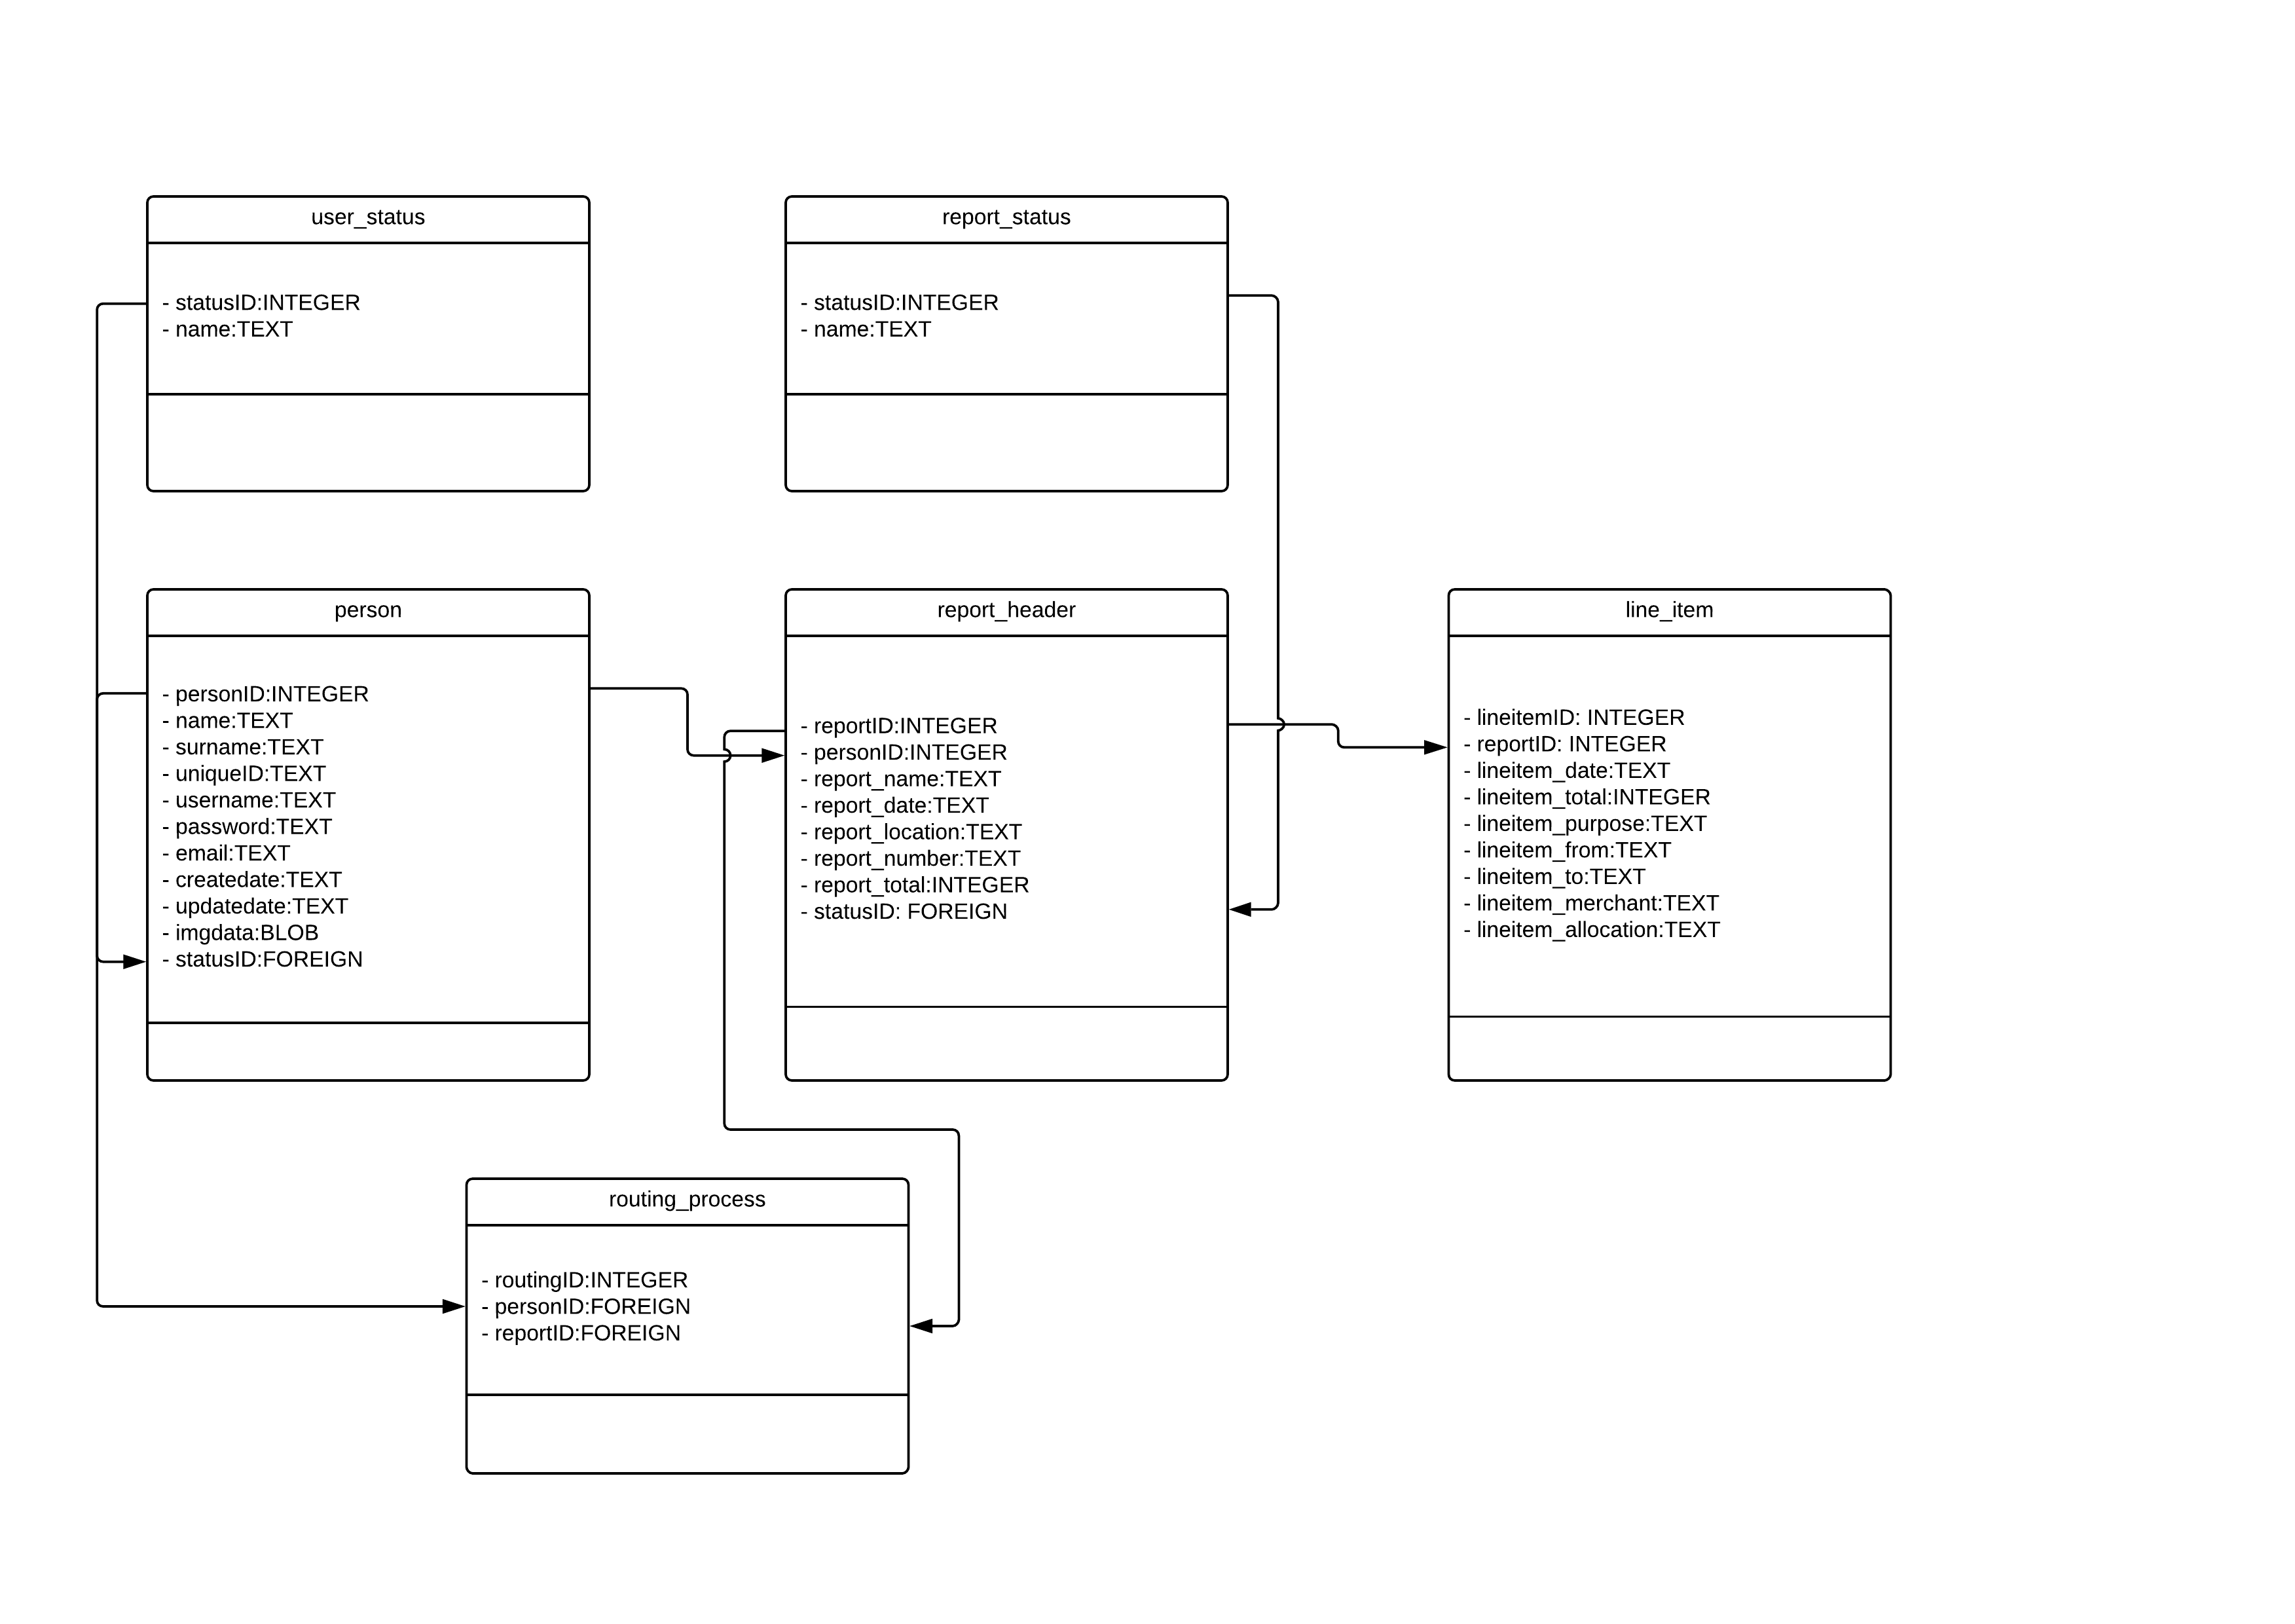 user_status
- statusID:INTEGER
- name:TEXT
report_status
- statusID:INTEGER
- name:TEXT
person
- personID:INTEGER
- name:TEXT
- surname:TEXT
- uniqueID:TEXT
- username:TEXT
- password:TEXT
- email:TEXT
- createdate:TEXT
- updatedate:TEXT
- imgdata:BLOB
- statusID:FOREIGN
report_header
- reportID:INTEGER
- personID:INTEGER
- report_name:TEXT
- report_date:TEXT
- report_location:TEXT
- report_number:TEXT
- report_total:INTEGER
- statusID: FOREIGN
line_item
- lineitemID: INTEGER
- reportID: INTEGER
- lineitem_date:TEXT
- lineitem_total:INTEGER
- lineitem_purpose:TEXT
- lineitem_from:TEXT
- lineitem_to:TEXT
- lineitem_merchant:TEXT
- lineitem_allocation:TEXT
routing_process
- routingID:INTEGER
- personID:FOREIGN
- reportID:FOREIGN